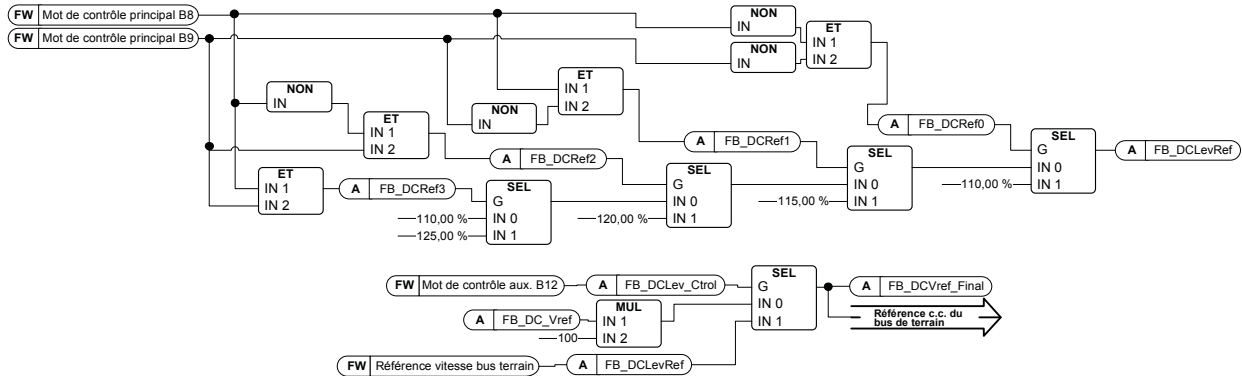 FW Mot de contrôle principal B8
FW Mot de contrôle principal B9
NON
IN
NON
IN
ET
IN 1
IN 2
NON
IN
ET
IN 1
IN 2
NON
IN
ET
IN 1
IN 2
A FB_DCRef0
A FB_DCRef1
A FB_DCRef2
SEL
G
IN 0
IN 1
110,00 %
A FB_DCLevRef
SEL
G
IN 0
IN 1
115,00 %
SEL
G
IN 0
IN 1
120,00 %
ET
IN 1
IN 2
A FB_DCRef3
SEL
G
IN 0
IN 1
110,00 %
125,00 %
FW Mot de contrôle aux. B12
A FB_DCLev_Ctrol
SEL
G
IN 0
IN 1
A FB_DCVref_Final
Référence c.c. du
bus de terrain
A FB_DC_Vref
100
MUL
IN 1
IN 2
FW Référence vitesse bus terrain
A FB_DCLevRef